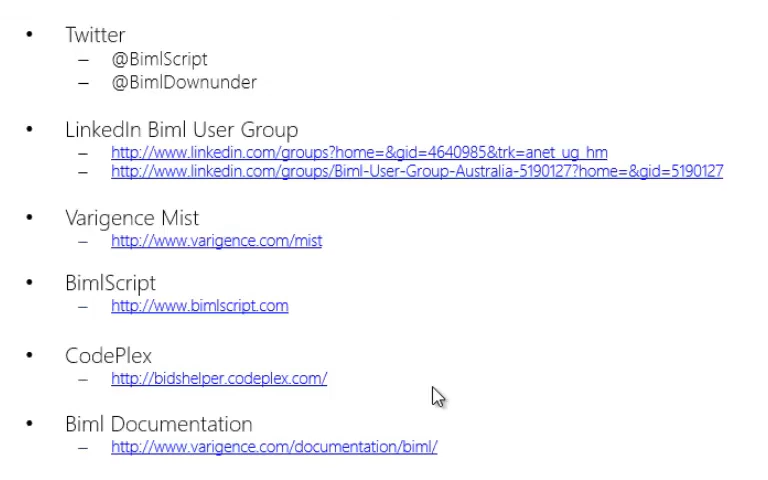 • Twitter
– @BimlScript
– @BimlDownunder
• LinkedIn Biml User Group
– http://www.linkedin.com/groups?home=&gid=4640985&trk=anet_ug_hm
– http://www.linkedin.com/groups/Biml-User-Group-Australia-5190127?home=&gid=5190127
• Varigence Mist
– http://www.varigence.com/mist
• BimlScript
– http://www.bimlscript.com
• CodePlex
– http://bidshelper.codeplex.com/
• Biml Documentation
– http://www.varigence.com/documentation/biml/